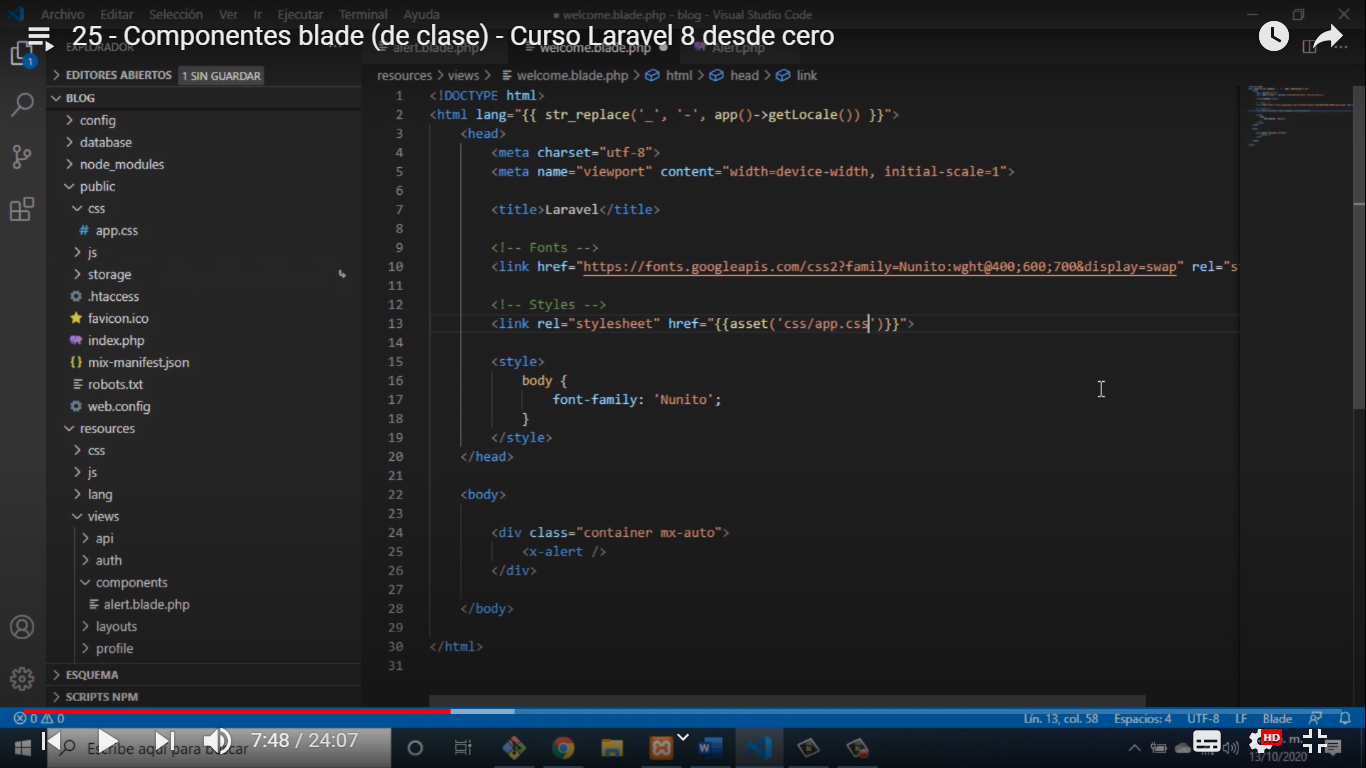 Archivo Editar Selección Ver Ir Ejecutar Terminal Ayuda
● welcome.blade.php - blog - Visual Studio Code
25 - Componentes blade (de clase) - Curso Laravel 8 desde cero
EXPLORADOR
alert.blade.php
welcome.blade.php ●
Alert.php
EDITORES ABIERTOS 1 SIN GUARDAR
BLOG
config
database
node_modules
public
css
# app.css
js
storage
.htaccess
favicon.ico
index.php
{} mix-manifest.json
robots.txt
web.config
resources
css
js
lang
views
api
auth
components
alert.blade.php
layouts
profile
ESQUEMA
SCRIPTS NPM
resources > views > welcome.blade.php > html > head > link
1 <!DOCTYPE html>
2 <html lang="{{ str_replace('_', '-', app()->getLocale()) }}">
3 <head>
4 <meta charset="utf-8">
5 <meta name="viewport" content="width=device-width, initial-scale=1">
6
7 <title>Laravel</title>
8
9 <!-- Fonts -->
10 <link href="https://fonts.googleapis.com/css2?family=Nunito:wght@400;600;700&display=swap" rel="s
11
12 <!-- Styles -->
13 <link rel="stylesheet" href="{{asset('css/app.css')}}">
14
15 <style>
16 body {
17 font-family: 'Nunito';
18 }
19 </style>
20 </head>
21
22 <body>
23
24 <div class="container mx-auto">
25 <x-alert />
26 </div>
27
28 </body>
29
30 </html>
31
0 0
Lín. 13, col. 58 Espacios: 4 UTF-8 LF Blade
7:48 / 24:07
Escribe aquí para buscar
HD
13/10/2020
1